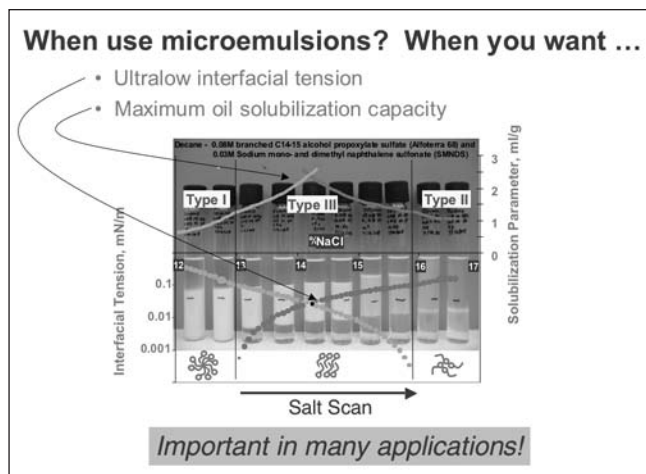 When use microemulsions? When you want ...
• Ultralow interfacial tension
• Maximum oil solubilization capacity
Decane - 0.08M branched C14-15 alcohol propoxylate sulfate (Alfoterra 68) and
0.03M Sodium mono- and dimethyl naphthalene sulfonate (SMNDS)
Type I
Type III
Type II
%NaCl
3
2
1
0
Solubilization Parameter, ml/g
12
13
14
15
16
17
Interfacial Tension, mN/m
0.1
0.01
0.001
Salt Scan
Important in many applications!